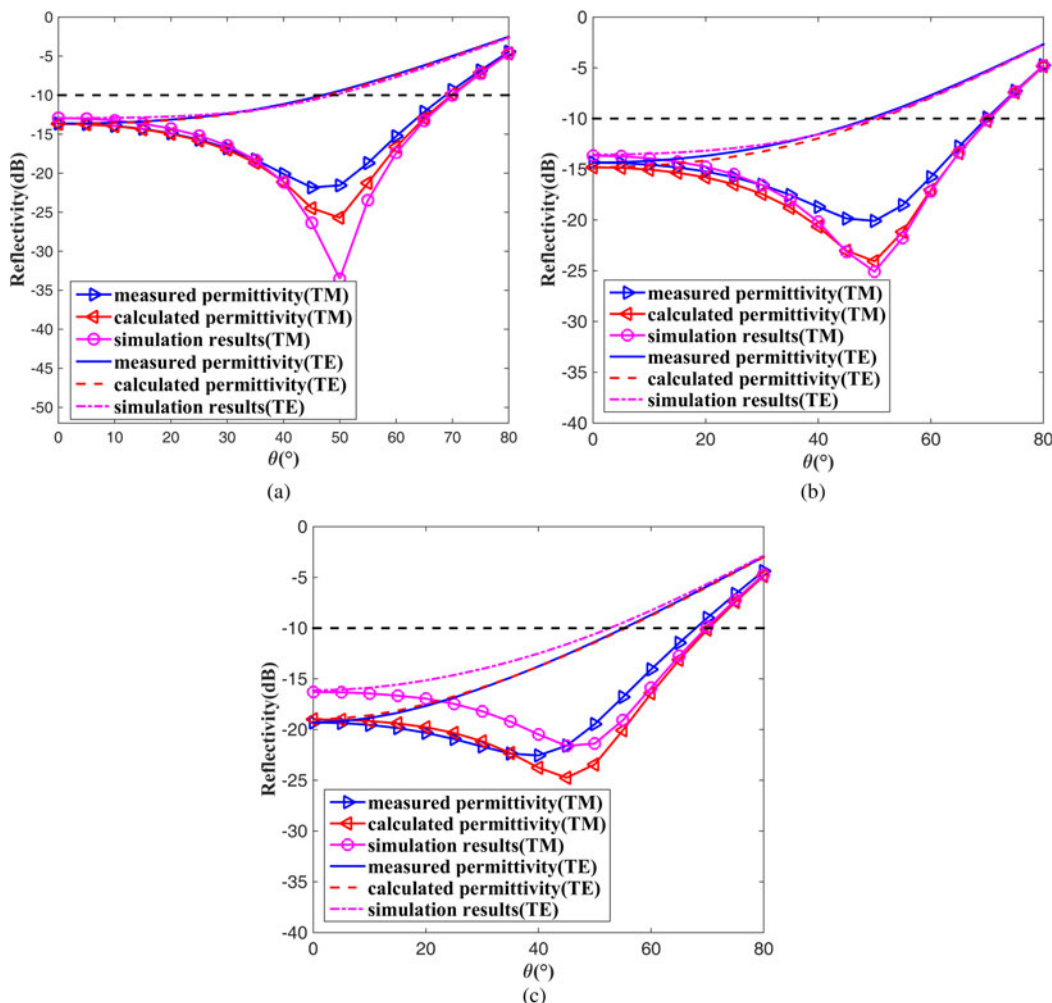 0
-5
-10
-15
-20
-25
-30
-35
-40
-45
-50
Reflectivity(dB)
measured permittivity(TM)
calculated permittivity(TM)
simulation results(TM)
measured permittivity(TE)
calculated permittivity(TE)
simulation results(TE)
0 10 20 30 40 50 60 70 80
θ(°)
(a)
0
-5
-10
-15
-20
-25
-30
-35
-40
Reflectivity(dB)
measured permittivity(TM)
calculated permittivity(TM)
simulation results(TM)
measured permittivity(TE)
calculated permittivity(TE)
simulation results(TE)
0 20 40 60 80
θ(°)
(b)
0
-5
-10
-15
-20
-25
-30
-35
-40
Reflectivity(dB)
measured permittivity(TM)
calculated permittivity(TM)
simulation results(TM)
measured permittivity(TE)
calculated permittivity(TE)
simulation results(TE)
0 20 40 60 80
θ(°)
(c)